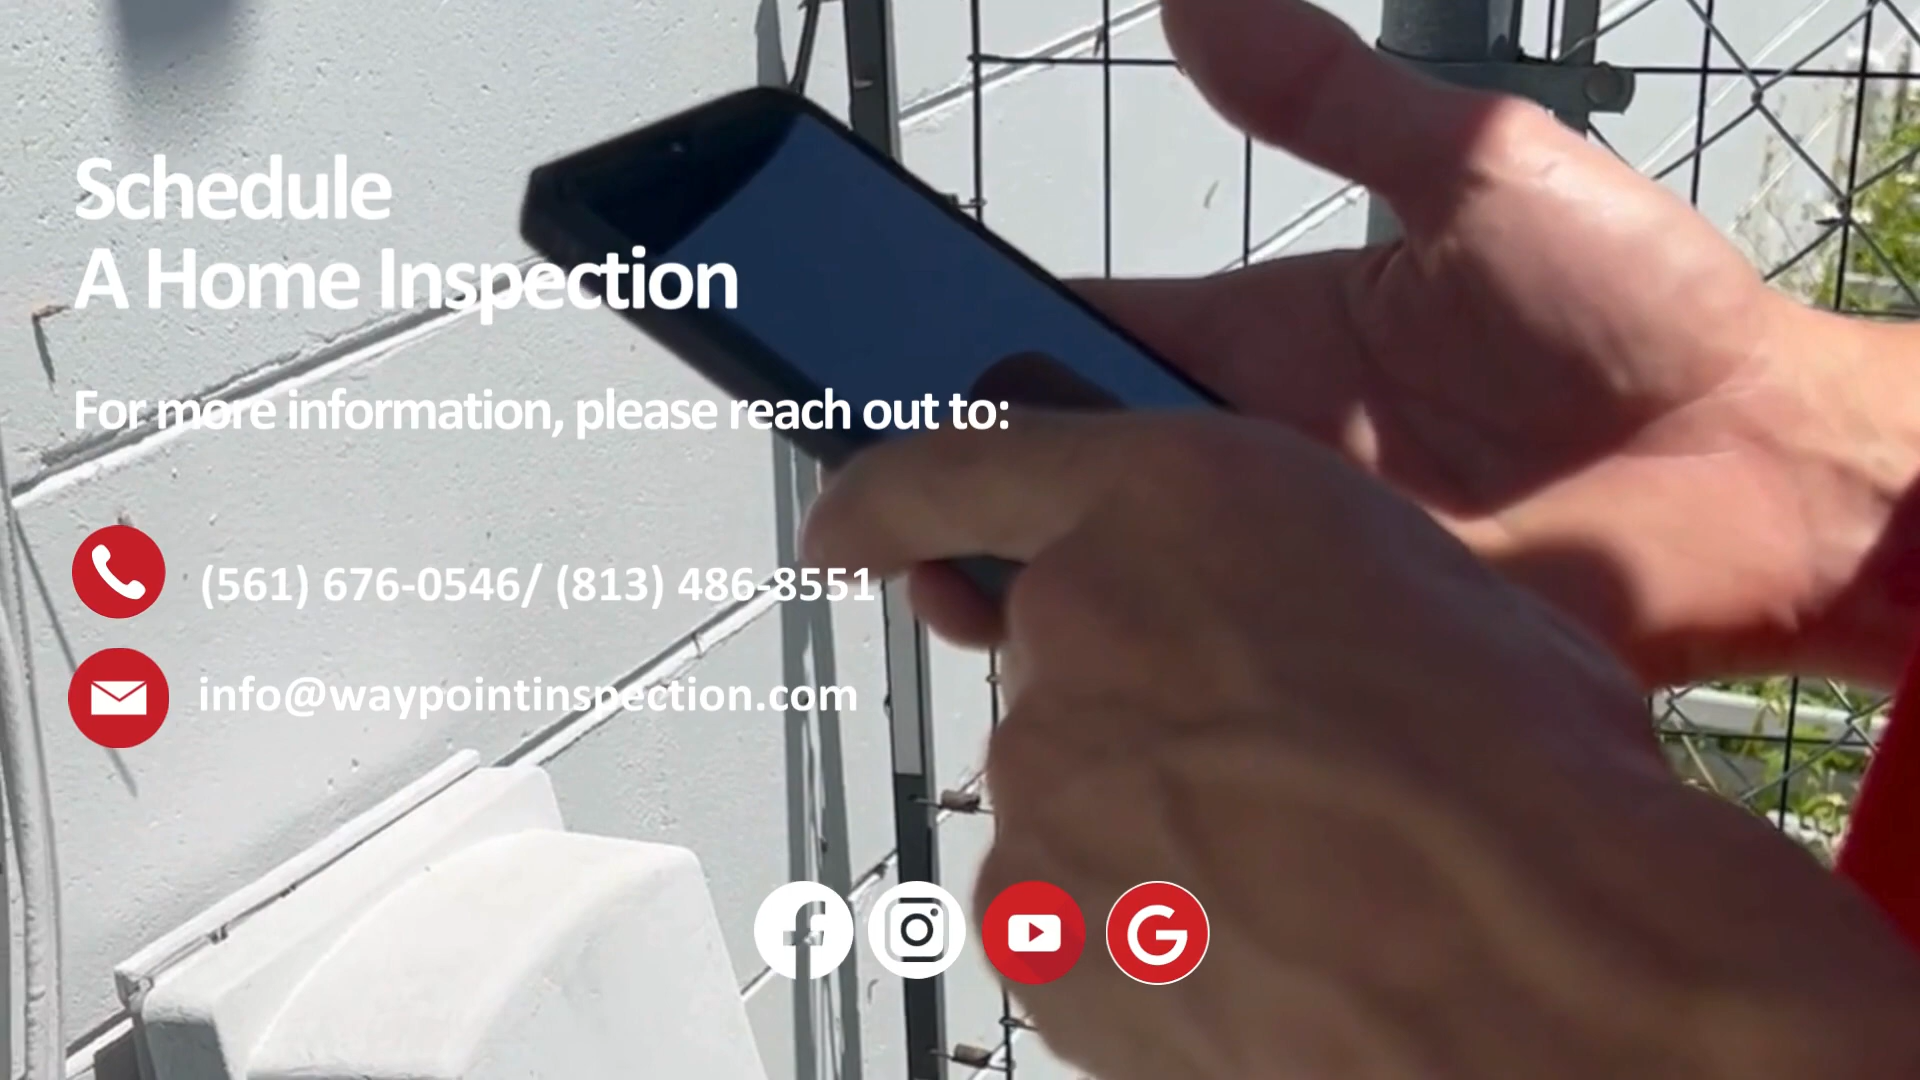 Schedule
A Home Inspection
For more information, please reach out to:
(561) 676-0546/ (813) 486-8551
info@waypointinspection.com